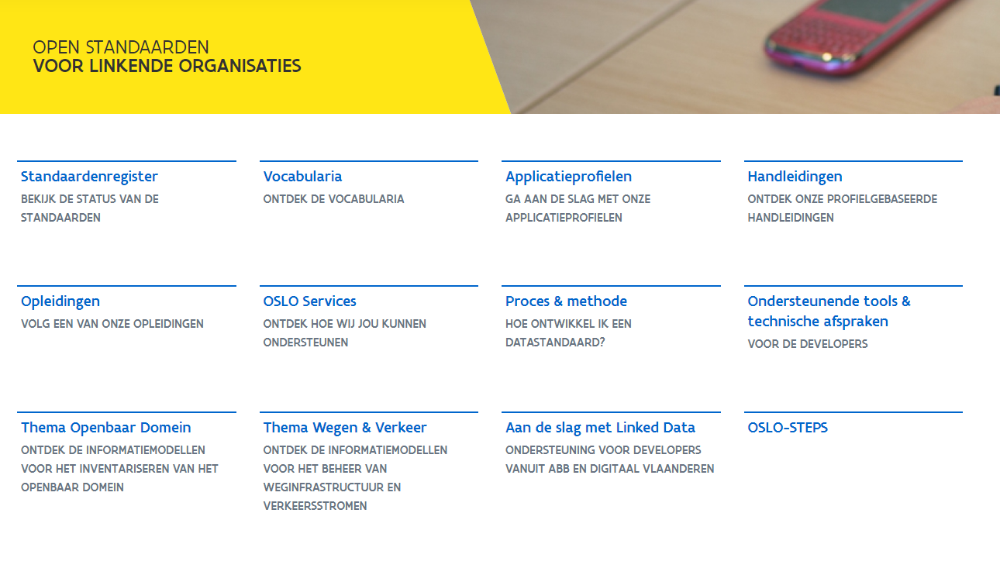 OPEN STANDAARDEN
VOOR LINKENDE ORGANISATIES
Standaardenregister
BEKIJK DE STATUS VAN DE
STANDAARDEN
Vocabularia
ONTDEK DE VOCABULARIA
Applicatieprofielen
GA AAN DE SLAG MET ONZE
APPLICATIEPROFIELEN
Handleidingen
ONTDEK ONZE PROFIELGEBASEERDE
HANDLEIDINGEN
Opleidingen
VOLG EEN VAN ONZE OPLEIDINGEN
OSLO Services
ONTDEK HOE WIJ JOU KUNNEN
ONDERSTEUNEN
Proces & methode
HOE ONTWIKKEL IK EEN
DATASTANDAARD?
Ondersteunende tools &
technische afspraken
VOOR DE DEVELOPERS
Thema Openbaar Domein
ONTDEK DE INFORMATIEMODELLEN
VOOR HET INVENTARISEREN VAN HET
OPENBAAR DOMEIN
Thema Wegen & Verkeer
ONTDEK DE INFORMATIEMODELLEN
VOOR HET BEHEER VAN
WEGINFRASTRUCTUUR EN
VERKEERSSTROMEN
Aan de slag met Linked Data
ONDERSTEUNING VOOR DEVELOPERS
VANUIT ABB EN DIGITAAL VLAANDEREN
OSLO-STEPS